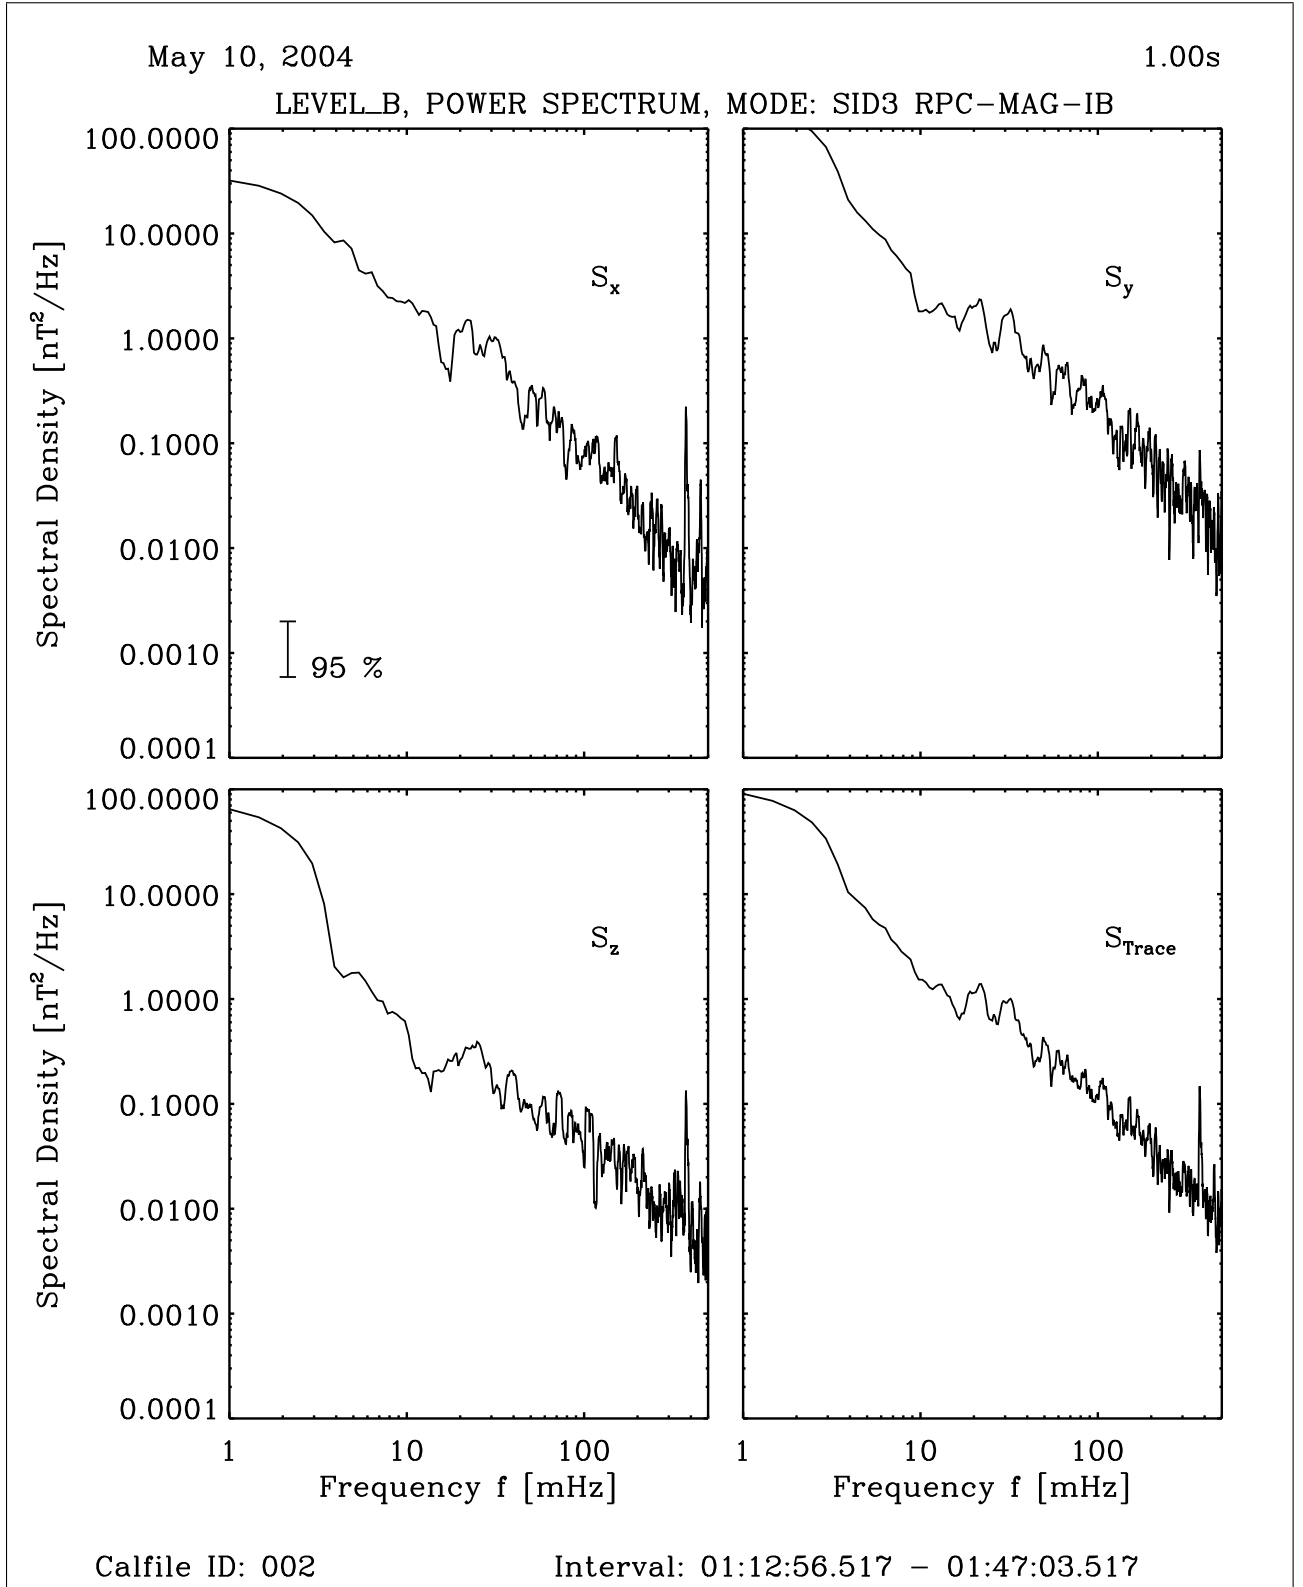 May 10, 2004 1.00s
LEVEL_B, POWER SPECTRUM, MODE: SID3 RPC-MAG-IB
Spectral Density [nT²/Hz]
100.0000
10.0000
1.0000
0.1000
0.0100
0.0010
0.0001
Sx
95 %
Sy
Spectral Density [nT²/Hz]
100.0000
10.0000
1.0000
0.1000
0.0100
0.0010
0.0001
Sz
STrace
1 10 100
1 10 100
Frequency f [mHz]
Frequency f [mHz]
Calfile ID: 002 Interval: 01:12:56.517 – 01:47:03.517